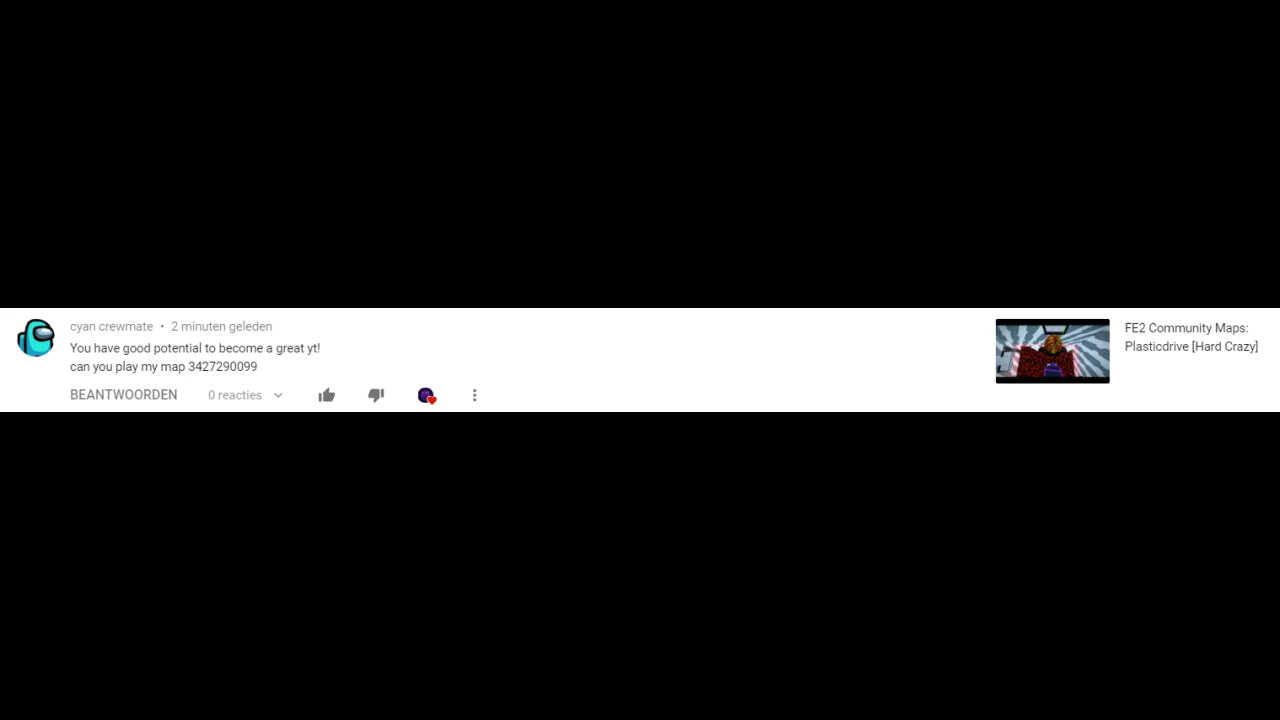 cyan crewmate • 2 minuten geleden
You have good potential to become a great yt!
can you play my map 3427290099
BEANTWOORDEN 0 reacties
FE2 Community Maps:
Plasticdrive [Hard Crazy]